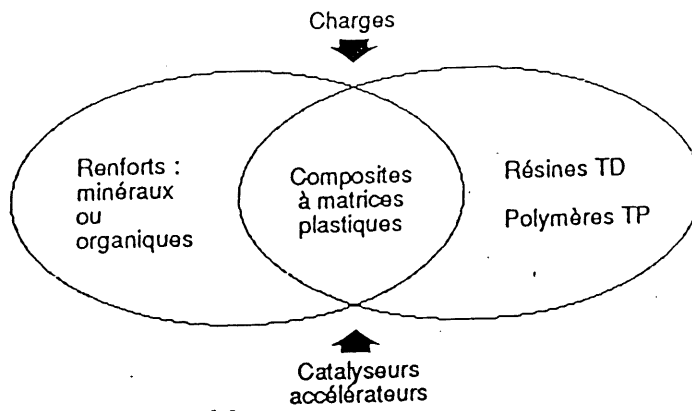 Charges
Renforts :
minéraux
ou
organiques
Composites
à matrices
plastiques
Résines TD
Polymères TP
Catalyseurs
accélérateurs